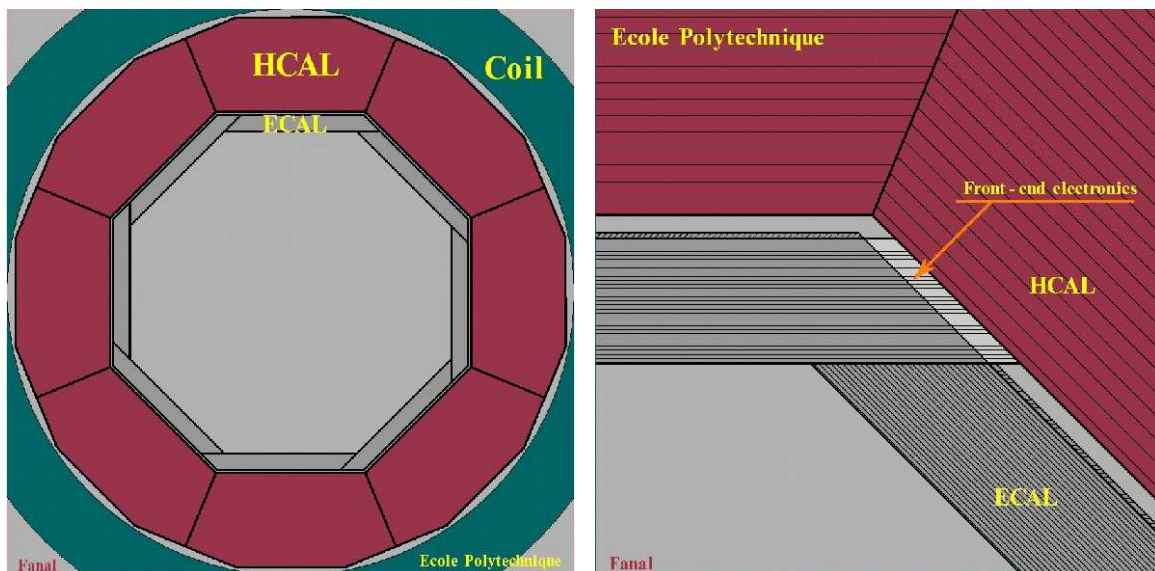 HCAL
Coil
ECAL
Fanal
Ecole Polytechnique
Ecole Polytechnique
Front - end electronics
HCAL
ECAL
Fanal